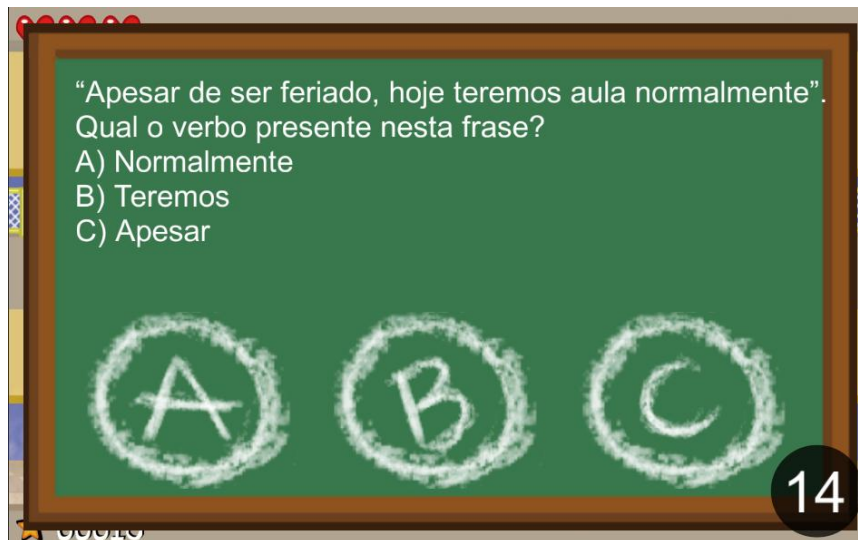 “Apesar de ser feriado, hoje teremos aula normalmente”.
Qual o verbo presente nesta frase?
A) Normalmente
B) Teremos
C) Apesar
A B C
14